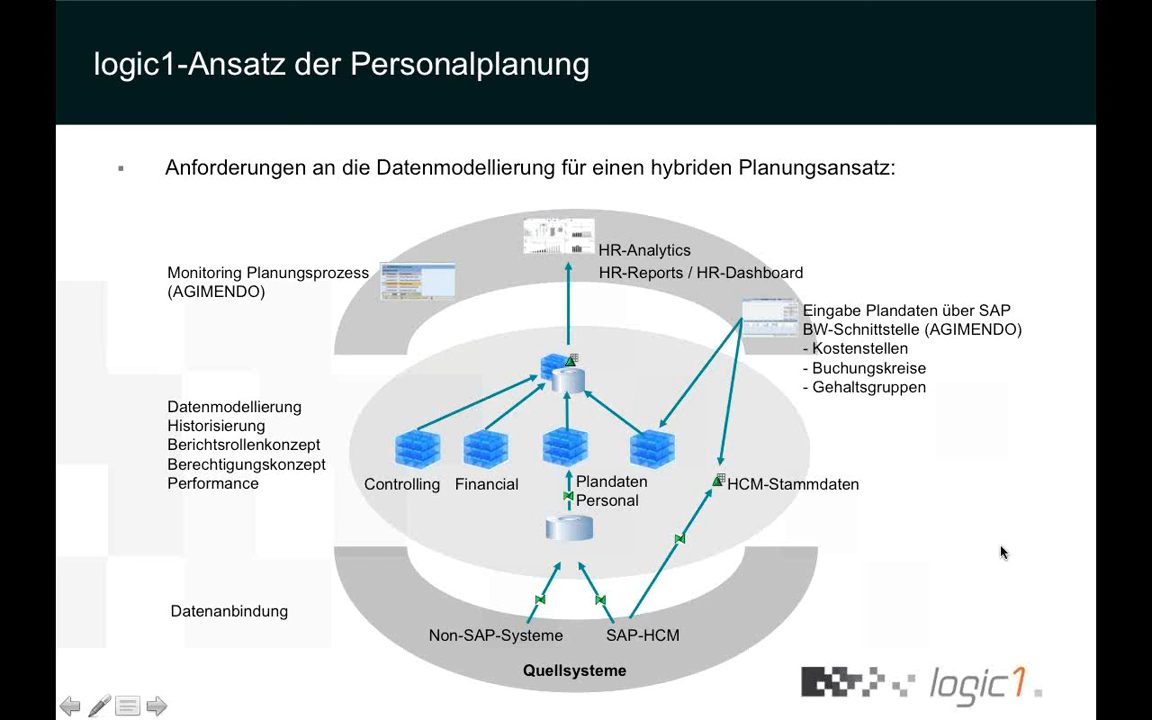 logic1-Ansatz der Personalplanung
Anforderungen an die Datenmodellierung für einen hybriden Planungsansatz:
HR-Analytics
HR-Reports / HR-Dashboard
Monitoring Planungsprozess
(AGIMENDO)
Eingabe Plandaten über SAP
BW-Schnittstelle (AGIMENDO)
- Kostenstellen
- Buchungskreise
- Gehaltsgruppen
Datenmodellierung
Historisierung
Berichtsrollenkonzept
Berechtigungskonzept
Performance
Controlling
Financial
Plandaten
Personal
HCM-Stammdaten
Datenanbindung
Non-SAP-Systeme
SAP-HCM
Quellsysteme
logic1